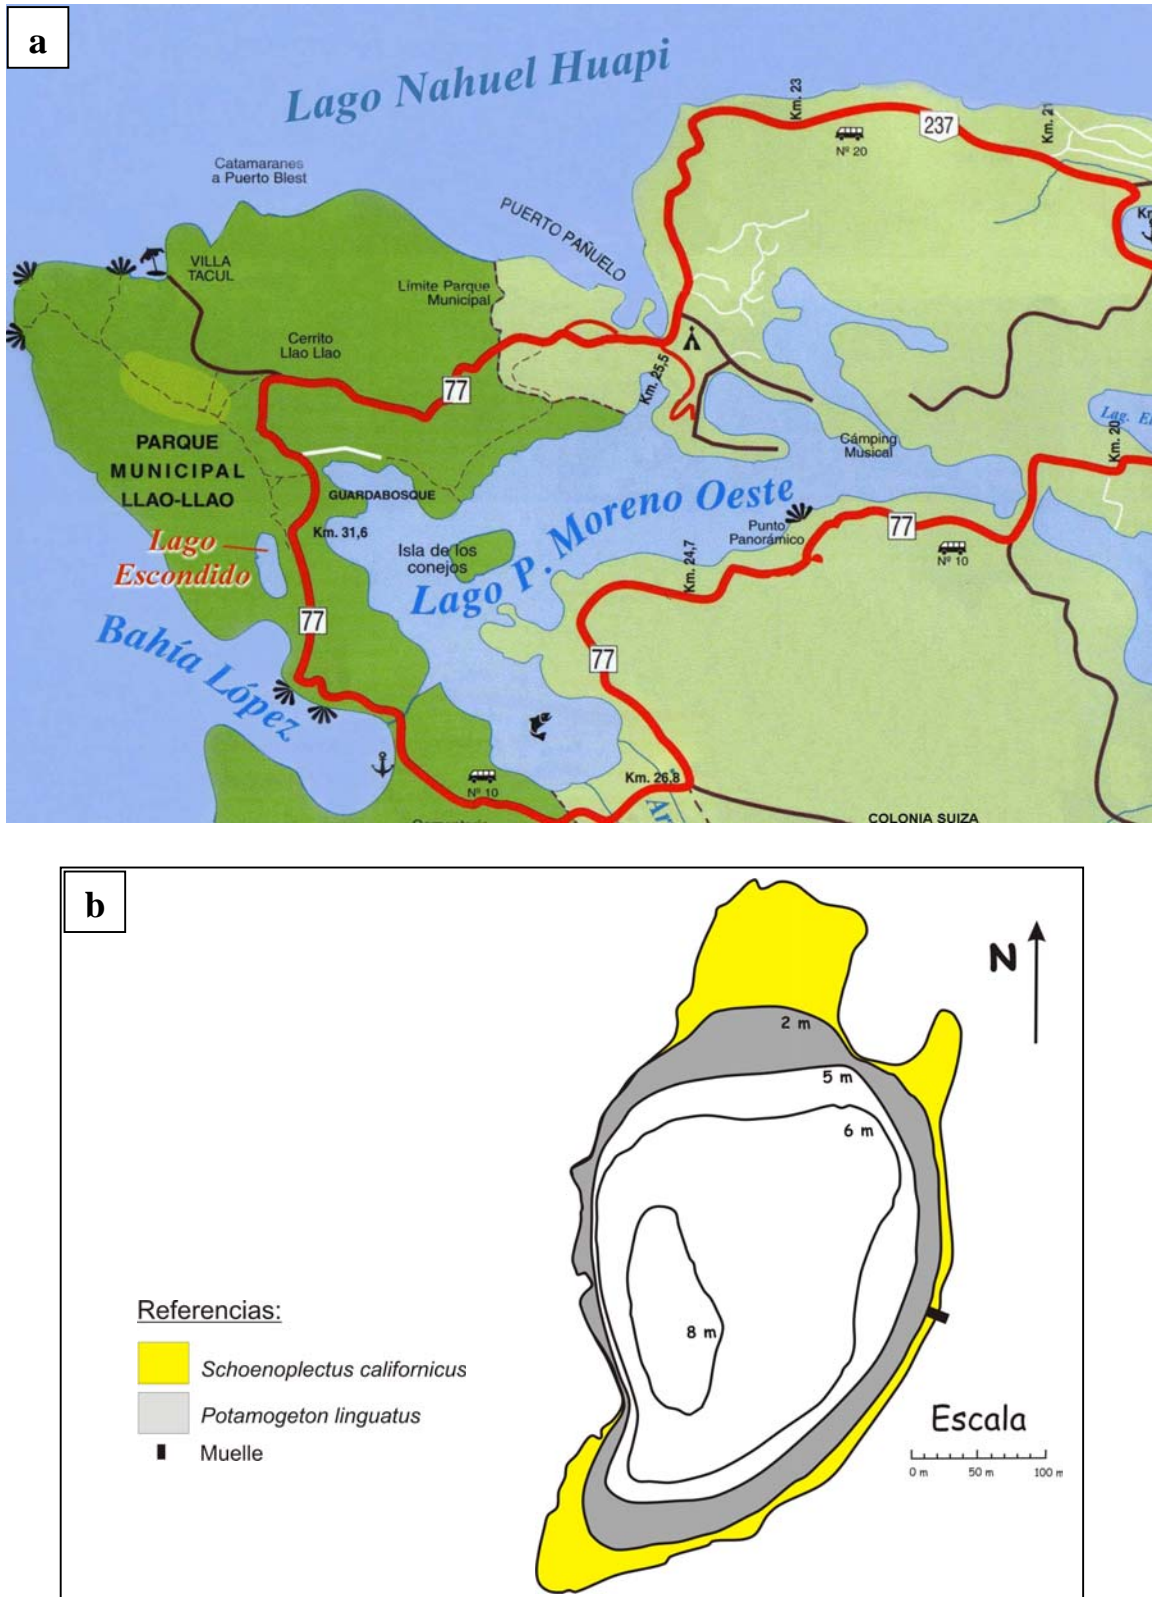 a
Lago Nahuel Huapi
Catamaranes
a Puerto Blest
PUERTO PAÑUELO
Km. 23
237
Km. 21
Nº 20
VILLA
TACUL
Límite Parque
Municipal
Cerrito
Llao Llao
77
Km. 25,5
PARQUE
MUNICIPAL
LLAO-LLAO
Cámping
Musical
Km. 20
GUARDABOSQUE
Lago P. Moreno Oeste
Punto
Panorámico
77
Nº 10
Km. 31,6
Lago
Escondido
Isla de los
conejos
Km. 24,7
77
Bahía López
77
Km. 26,8
Nº 10
COLONIA SUIZA
b
N
2 m
5 m
6 m
8 m
Referencias:
Schoenoplectus californicus
Potamogeton linguatus
Muelle
Escala
0 m 50 m 100 m